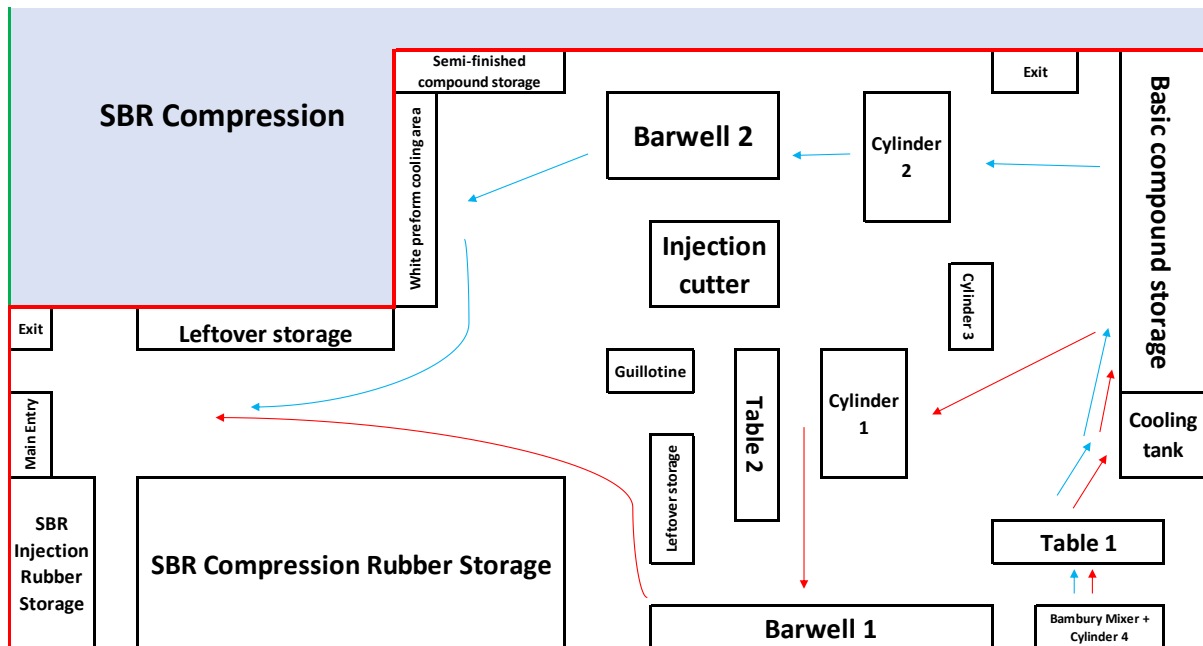 Semi-finished
compound storage
Exit
SBR Compression
White preform cooling area
Barwell 2
Cylinder
2
Basic compound storage
Injection
cutter
Cylinder 3
Exit
Leftover storage
Guillotine
Table 2
Cylinder
1
Main Entry
Cooling
tank
Leftover storage
SBR
Injection
Rubber
Storage
SBR Compression Rubber Storage
Table 1
Barwell 1
Bambury Mixer +
Cylinder 4